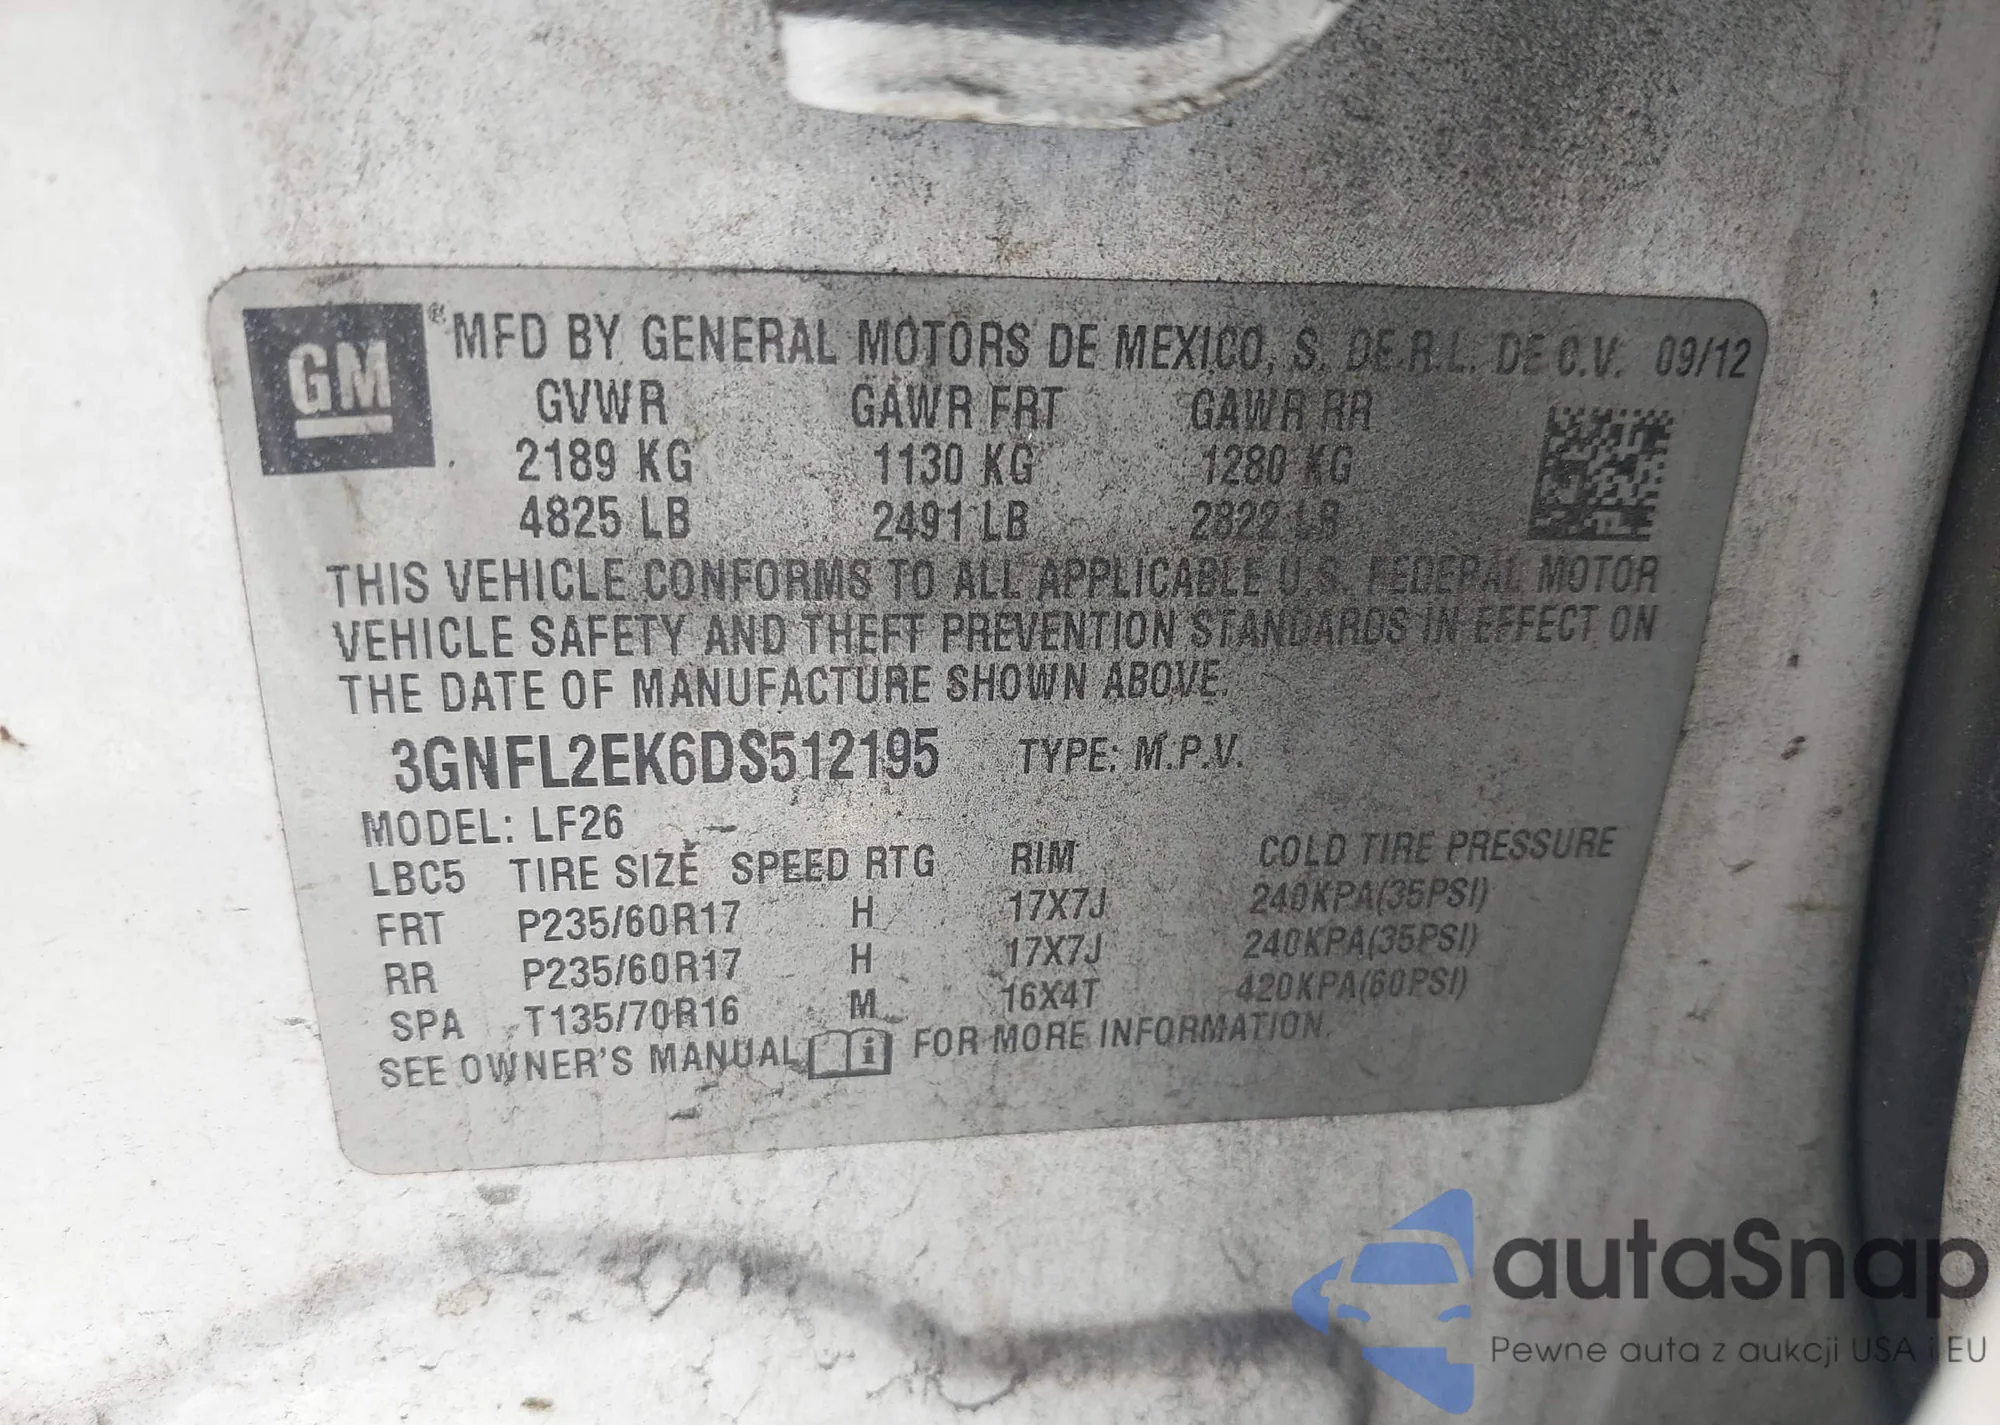 GM ® MFD BY GENERAL MOTORS DE MEXICO, S. DE R.L. DE C.V. 09/12
GVWR GAWR FRT GAWR RR
2189 KG 1130 KG 1280 KG
4825 LB 2491 LB 2822 LB
THIS VEHICLE CONFORMS TO ALL APPLICABLE U.S. FEDERAL MOTOR
VEHICLE SAFETY AND THEFT PREVENTION STANDARDS IN EFFECT ON
THE DATE OF MANUFACTURE SHOWN ABOVE.
3GNFL2EK6DS512195 TYPE: M.P.V.
MODEL: LF26
LBC5 TIRE SIZE SPEED RTG RIM COLD TIRE PRESSURE
FRT P235/60R17 H 17X7J 240KPA(35PSI)
RR P235/60R17 H 17X7J 240KPA(35PSI)
SPA T135/70R16 M 16X4T 420KPA(60PSI)
SEE OWNER'S MANUAL i FOR MORE INFORMATION.
autaSnap
Pewne auta z aukcji USA i EU